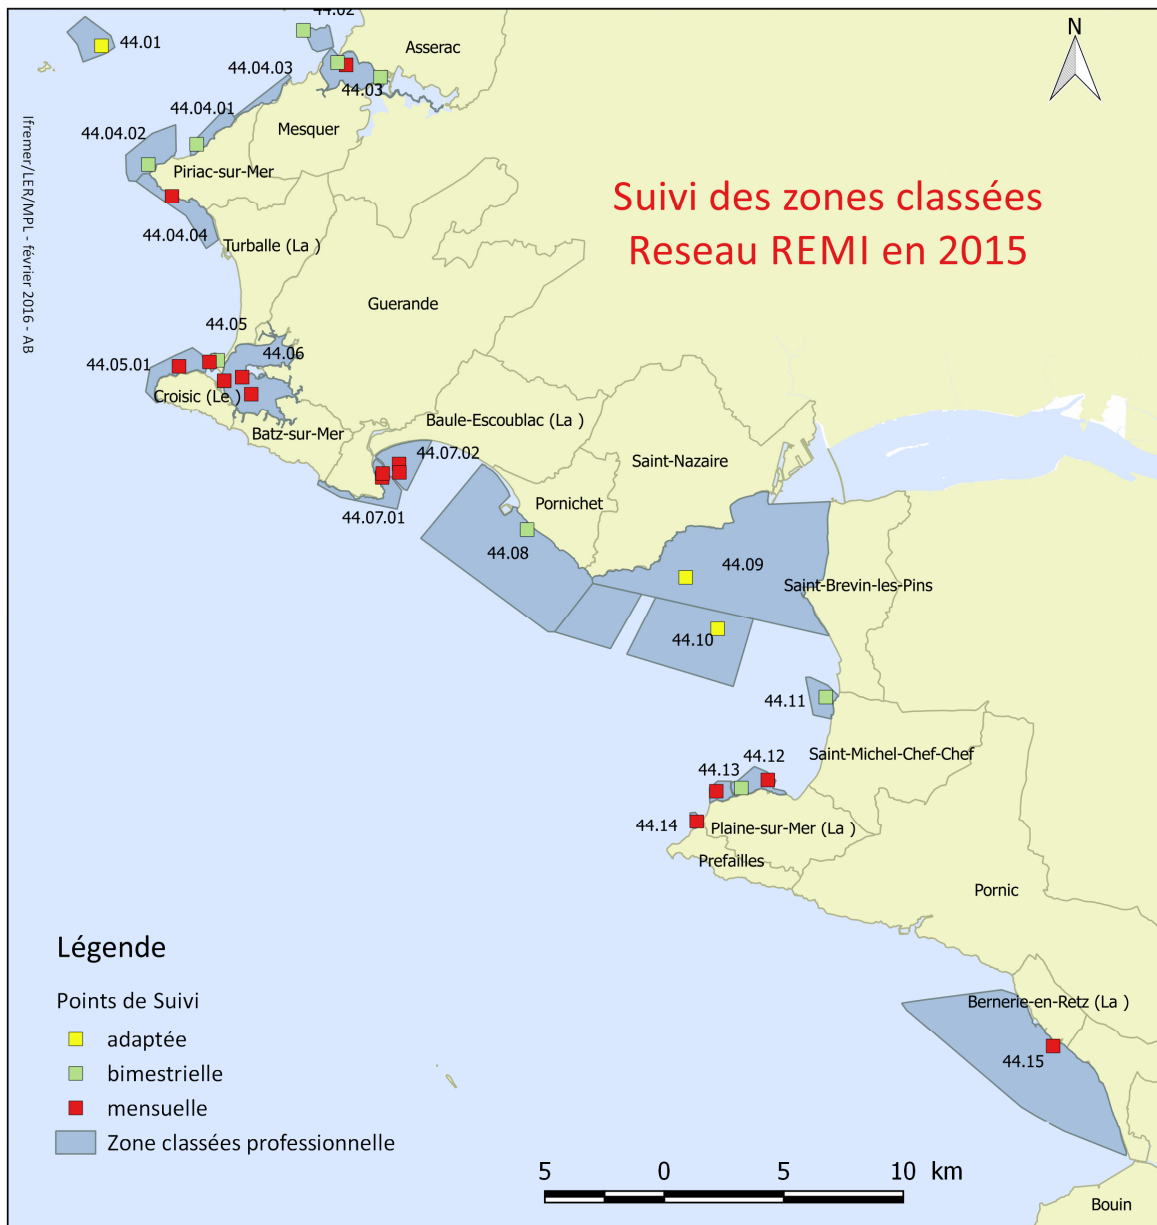 44.02
N
44.01
Asserac
44.04.03
44.03
44.04.01
44.04.02
Mesquer
Piriac-sur-Mer
Suivi des zones classées
Reseau REMI en 2015
44.04.04
Turballe (La )
Ifremer/LER/MPL - février 2016 - AB
Guerande
44.05
44.06
44.05.01
Croisic (Le )
Baule-Escoublac (La )
Batz-sur-Mer
44.07.02
Saint-Nazaire
Pornichet
44.07.01
44.08
44.09
Saint-Brevin-les-Pins
44.10
44.11
Saint-Michel-Chef-Chef
44.12
44.13
44.14
Plaine-sur-Mer (La )
Prefailles
Pornic
Légende
Points de Suivi
adaptée
bimestrielle
mensuelle
Zone classées professionnelle
Bernerie-en-Retz (La )
44.15
5 0 5 10 km
Bouin